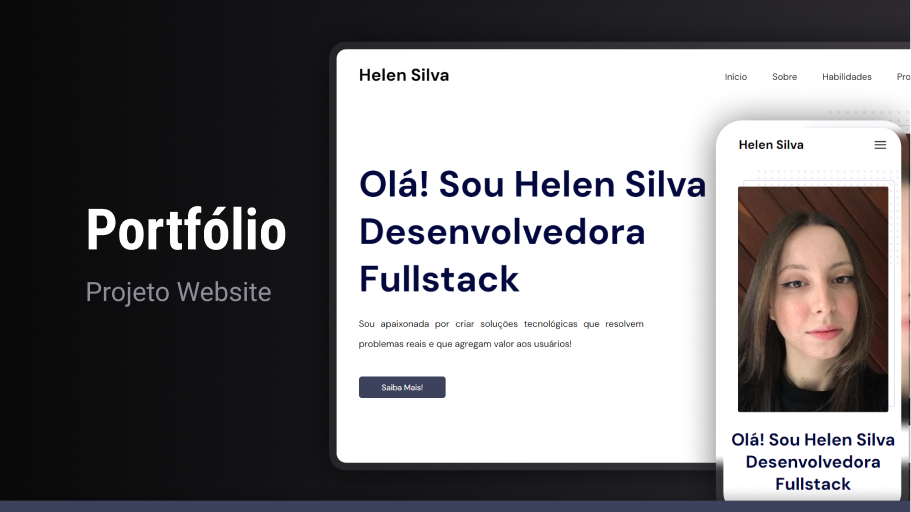 Portfólio
Projeto Website
Helen Silva
Início Sobre Habilidades Pro
Olá! Sou Helen Silva
Desenvolvedora
Fullstack
Sou apaixonada por criar soluções tecnológicas que resolvem
problemas reais e que agregam valor aos usuários!
Saiba Mais!
Helen Silva
Olá! Sou Helen Silva
Desenvolvedora
Fullstack